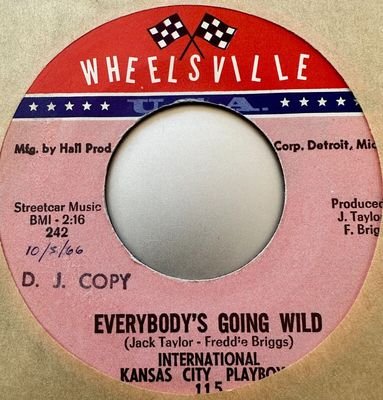 WHEELSVILLE
U.S.A.
Mfg. by Hall Prod. Corp. Detroit, Mic
Streetcar Music
BMI - 2:16
242
10/5/66
D. J. COPY
Produced
J. Taylo
F. Brig
EVERYBODY'S GOING WILD
(Jack Taylor - Freddie Briggs)
INTERNATIONAL
KANSAS CITY PLAYBO
115